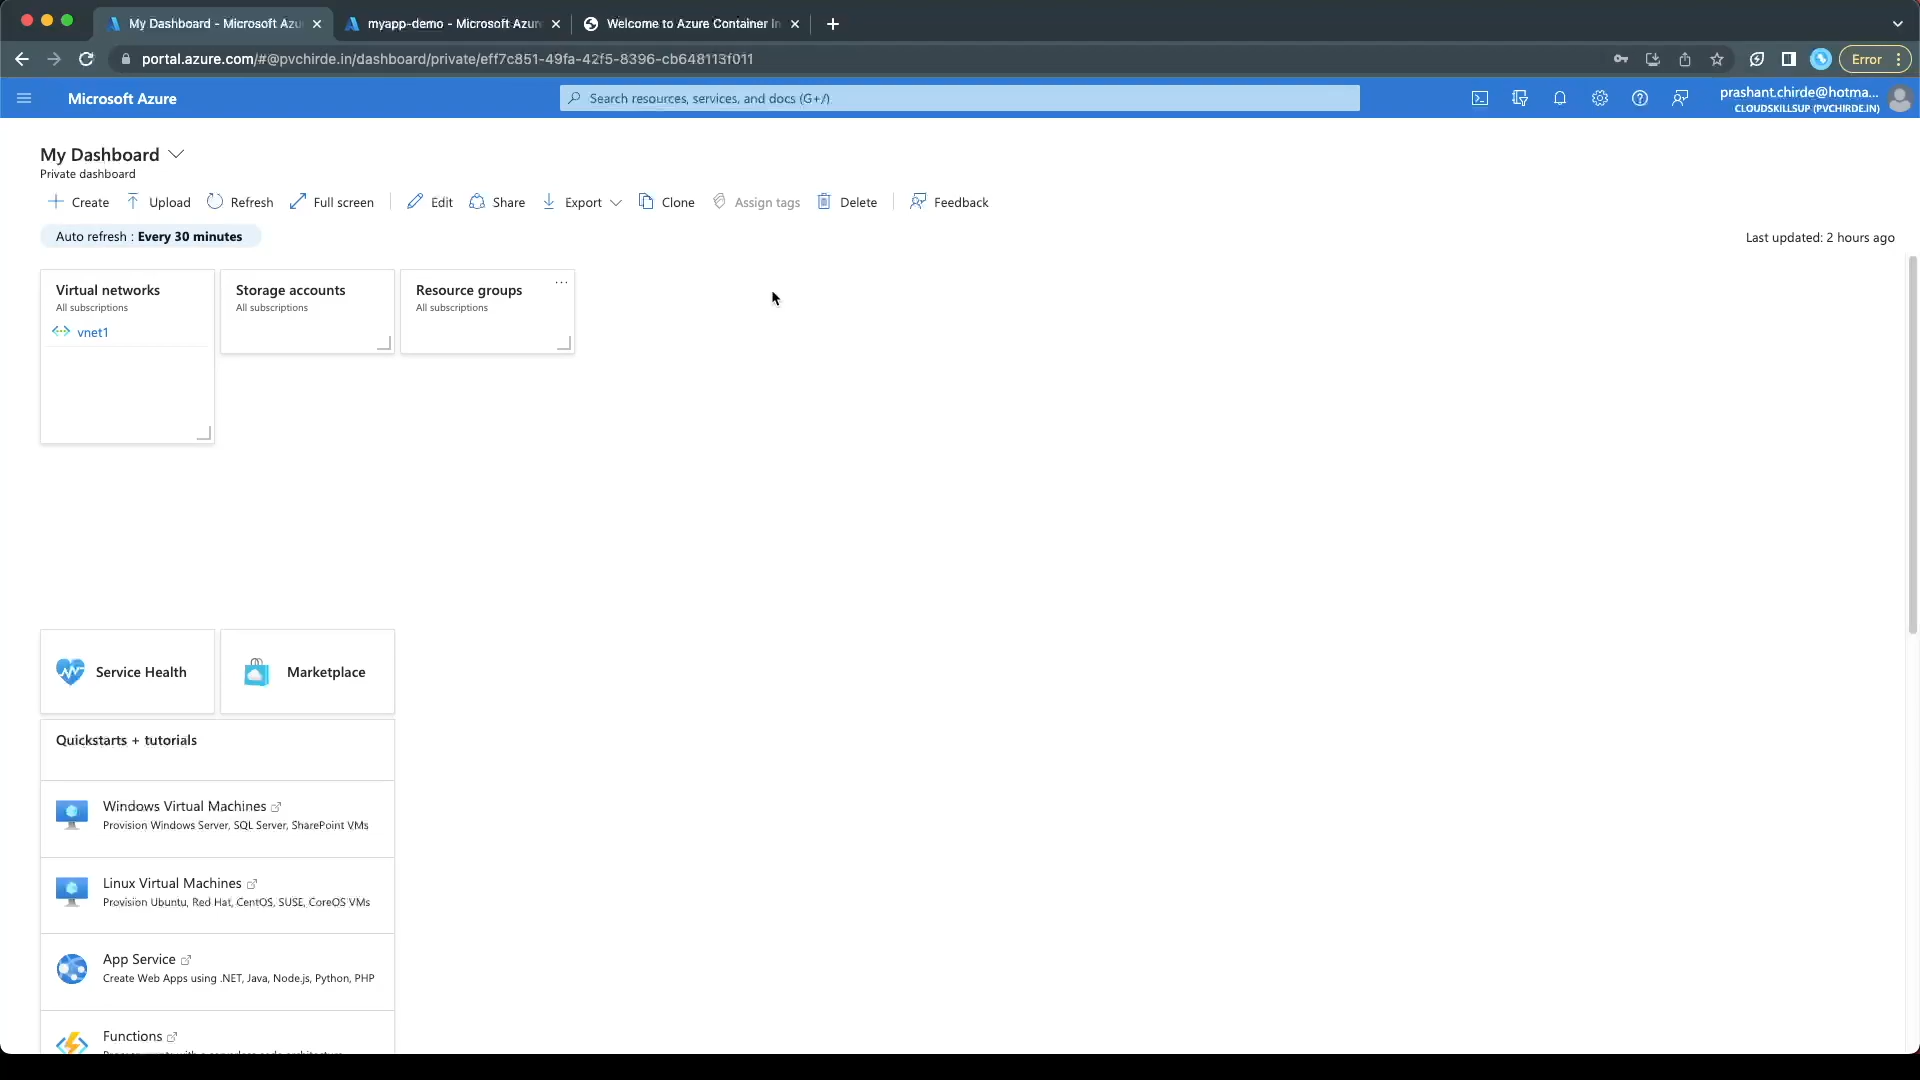 My Dashboard - Microsoft Azu
myapp-demo - Microsoft Azur
Welcome to Azure Container In
portal.azure.com/#@pvchirde.in/dashboard/private/eff7c851-49fa-42f5-8396-cb648113f011
Error
Microsoft Azure
Search resources, services, and docs (G+/)
prashant.chirde@hotma...
CLOUDSKILLSUP (PVCHIRDE.IN)
My Dashboard
Private dashboard
Create
Upload
Refresh
Full screen
Edit
Share
Export
Clone
Assign tags
Delete
Feedback
Auto refresh : Every 30 minutes
Last updated: 2 hours ago
Virtual networks
All subscriptions
vnet1
Storage accounts
All subscriptions
Resource groups
All subscriptions
...
Service Health
Marketplace
Quickstarts + tutorials
Windows Virtual Machines
Provision Windows Server, SQL Server, SharePoint VMs
Linux Virtual Machines
Provision Ubuntu, Red Hat, CentOS, SUSE, CoreOS VMs
App Service
Create Web Apps using .NET, Java, Node.js, Python, PHP
Functions